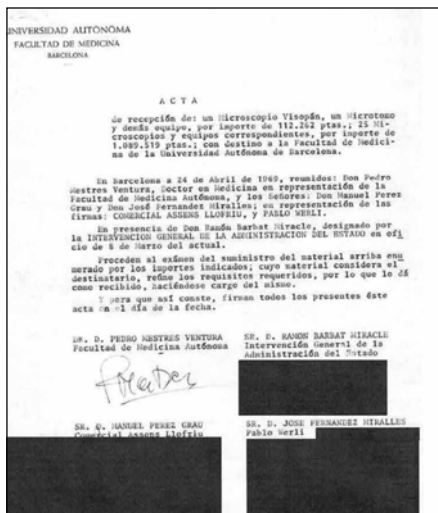 UNIVERSIDAD AUTÓNOMA
FACULTAD DE MEDICINA
BARCELONA
A C T A
de recepción de: un Microscopio Visopán, un Microtomo
y demás equipo, por importe de 112.262 ptas.; 25 Mi-
croscopios y equipos correspondientes, por importe de
1.089.519 ptas.; con destino a la Facultad de Medici-
na de la Universidad Autónoma de Barcelona.
En Barcelona a 24 de Abril de 1969, reunidos: Don Pedro
Mestres Ventura, Doctor en Medicina en representación de la
Facultad de Medicina Autónoma, y los Señores: Don Manuel Perez
Grau y Don José Fernandez Miralles; en representación de las
firmas: COMERCIAL ASSENS LLOFRIU, y PABLO WERLI.
En presencia de Don Ramón Barbat Miracle, designado por
la INTERVENCION GENERAL DE LA ADMINISTRACION DEL ESTADO en ofi
cio de 8 de Marzo del actual.
Proceden al exámen del suministro del material arriba enu
merado por los importes indicados; cuyo material considera el
destinatario, reúne los requisitos requeridos, por lo que lo dá
como recibido, haciéndose cargo del mismo.
Y para que así conste, firman todos los presentes éste
acta en el día de la fecha.
DR. D. PEDRO MESTRES VENTURA
Facultad de Medicina Autónoma
SR. D. RAMON BARBAT MIRACLE
Intervención General de la
Administración del Estado
SR. D. MANUEL PEREZ GRAU
Comercial Assens Llofriu
SR. D. JOSE FERNANDEZ MIRALLES
Pablo Werli